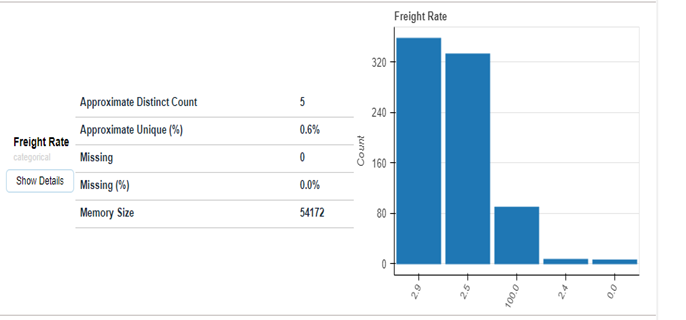 Freight Rate
categorical
Show Details
Approximate Distinct Count 5
Approximate Unique (%) 0.6%
Missing 0
Missing (%) 0.0%
Memory Size 54172
Freight Rate
Count
320
240
160
80
0
2.9 2.5 100.0 2.4 0.0